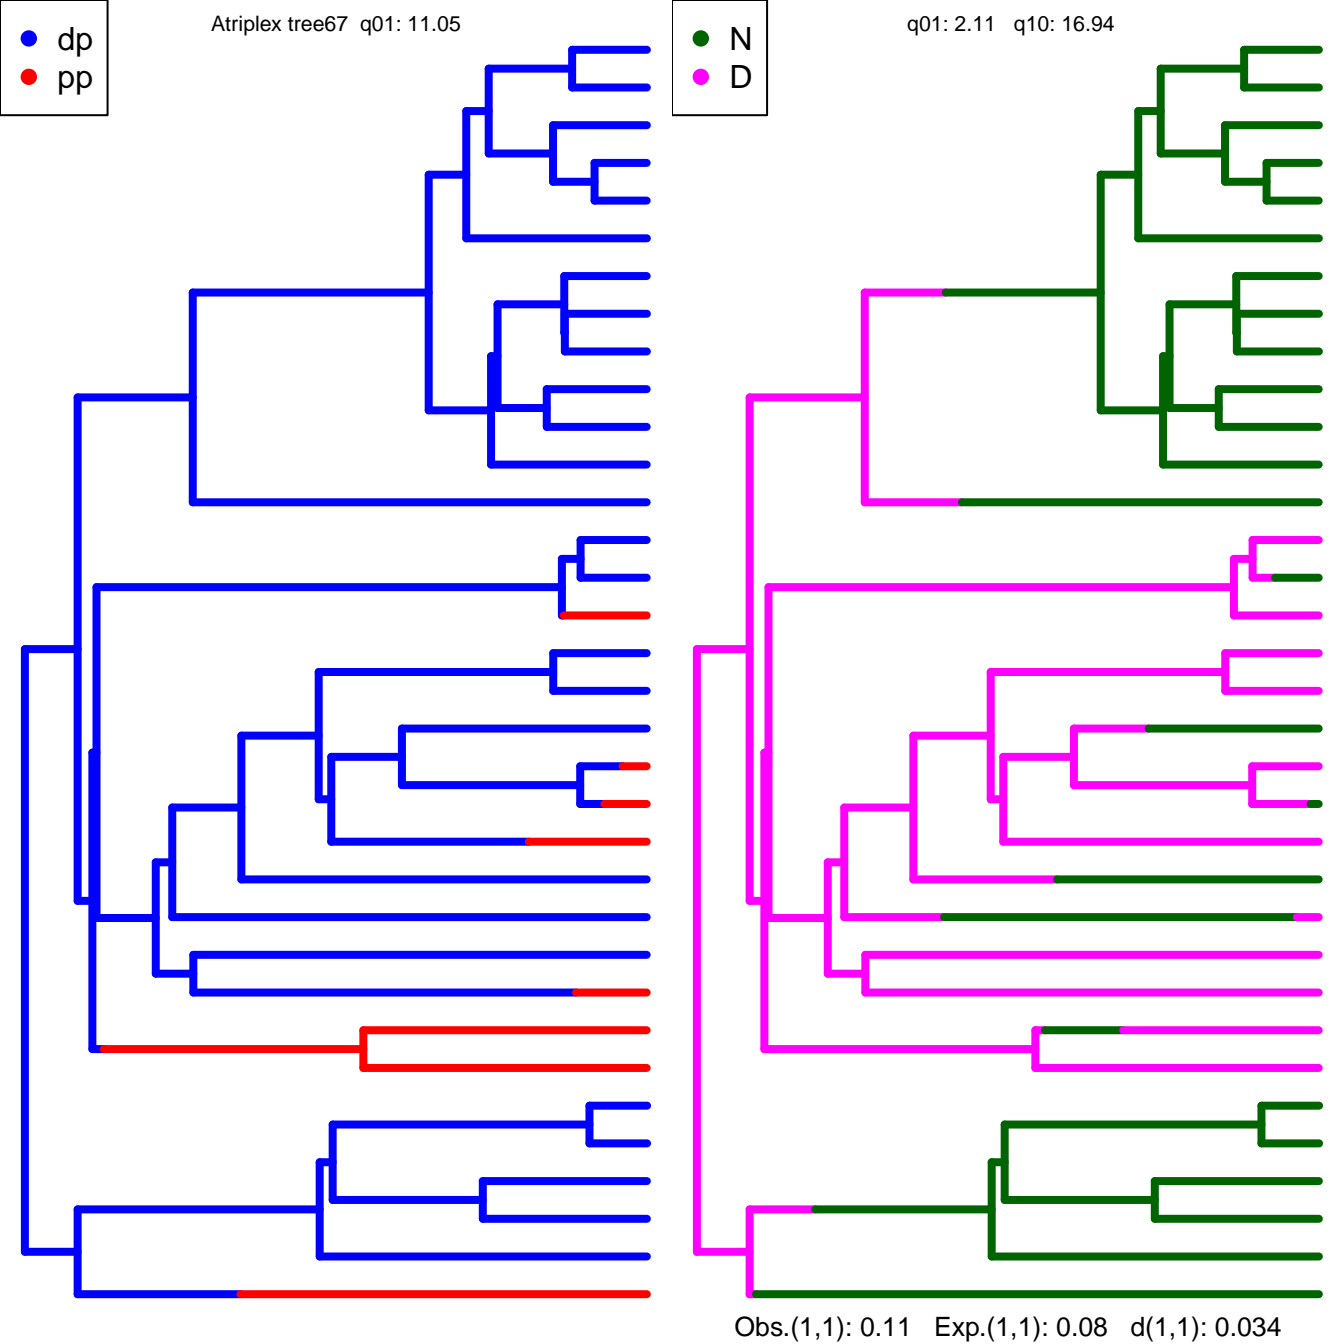 dp
pp
Atriplex tree67  q01: 11.05
N
D
q01: 2.11   q10: 16.94
Obs.(1,1): 0.11   Exp.(1,1): 0.08   d(1,1): 0.034